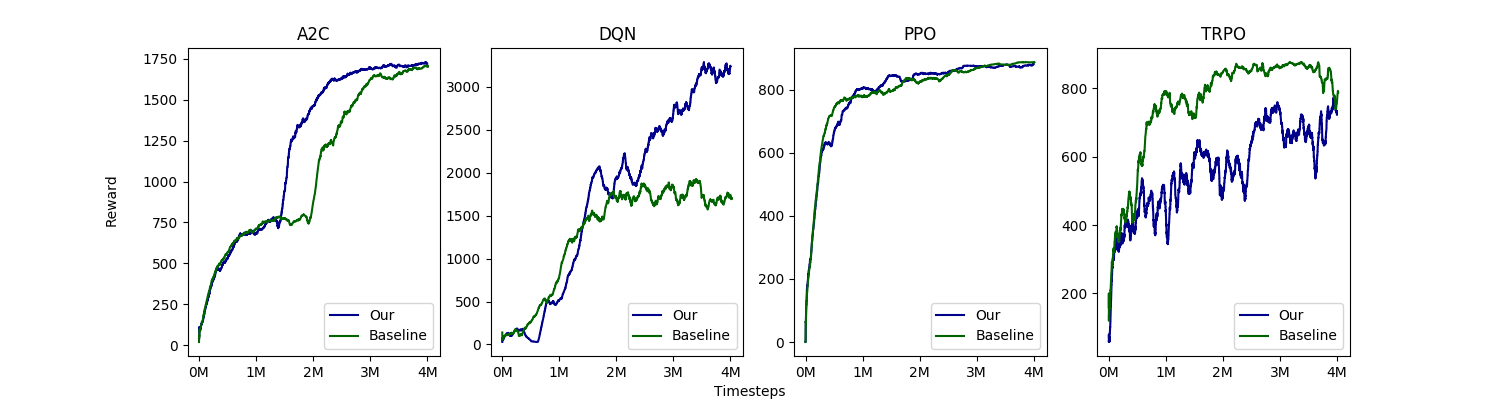 A2C
DQN
PPO
TRPO
Reward
1750
1500
1250
1000
750
500
250
0
0M 1M 2M 3M 4M
Our
Baseline
3000
2500
2000
1500
1000
500
0
0M 1M 2M 3M 4M
Our
Baseline
800
600
400
200
0
0M 1M 2M 3M 4M
Our
Baseline
800
600
400
200
0M 1M 2M 3M 4M
Our
Baseline
Timesteps